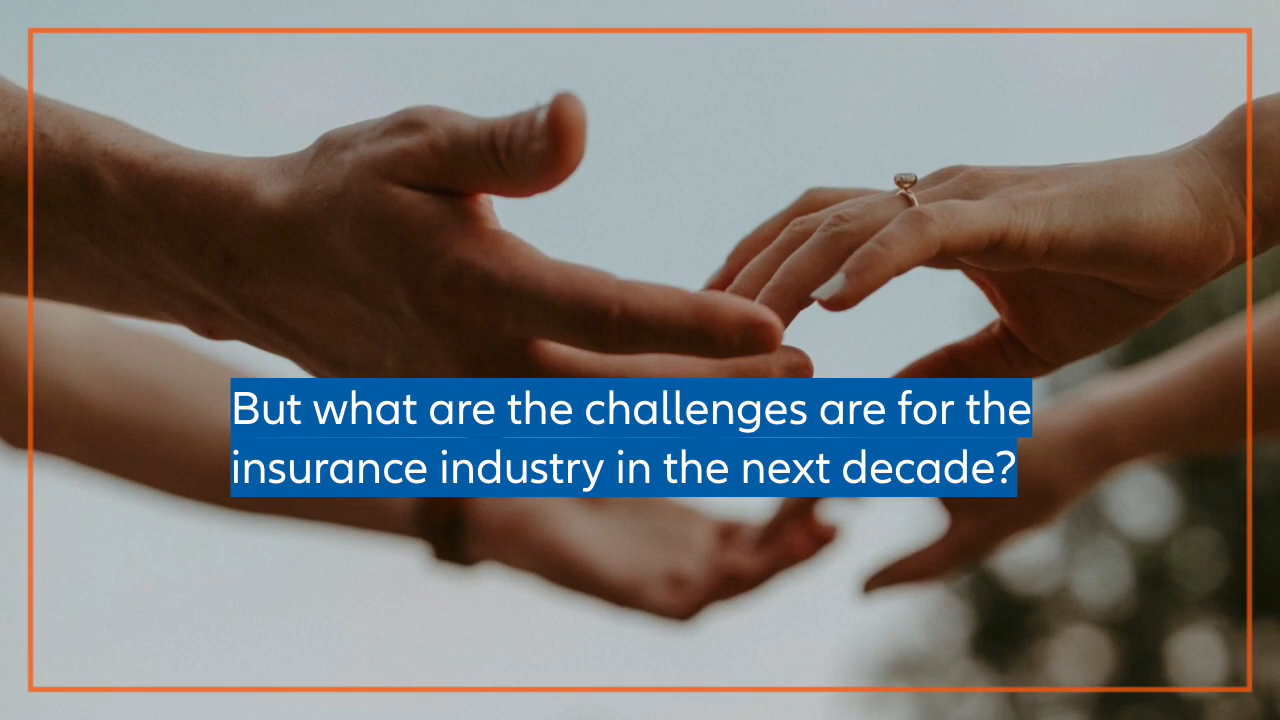 But what are the challenges are for the
insurance industry in the next decade?